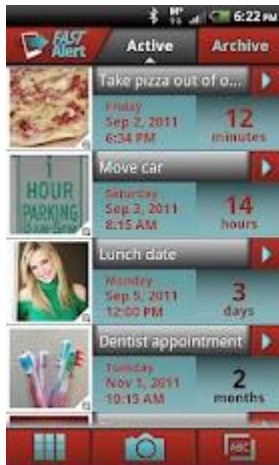 6:22 PM
FAST
Alert
Active
Archive
Take pizza out of o...
Friday
Sep 2, 2011
6:34 PM
12
minutes
Move car
1
HOUR
PARKING
Saturday
Sep 3, 2011
8:15 AM
14
hours
Lunch date
Monday
Sep 5, 2011
12:00 PM
3
days
Dentist appointment
Tuesday
Nov 1, 2011
10:15 AM
2
months
ABC